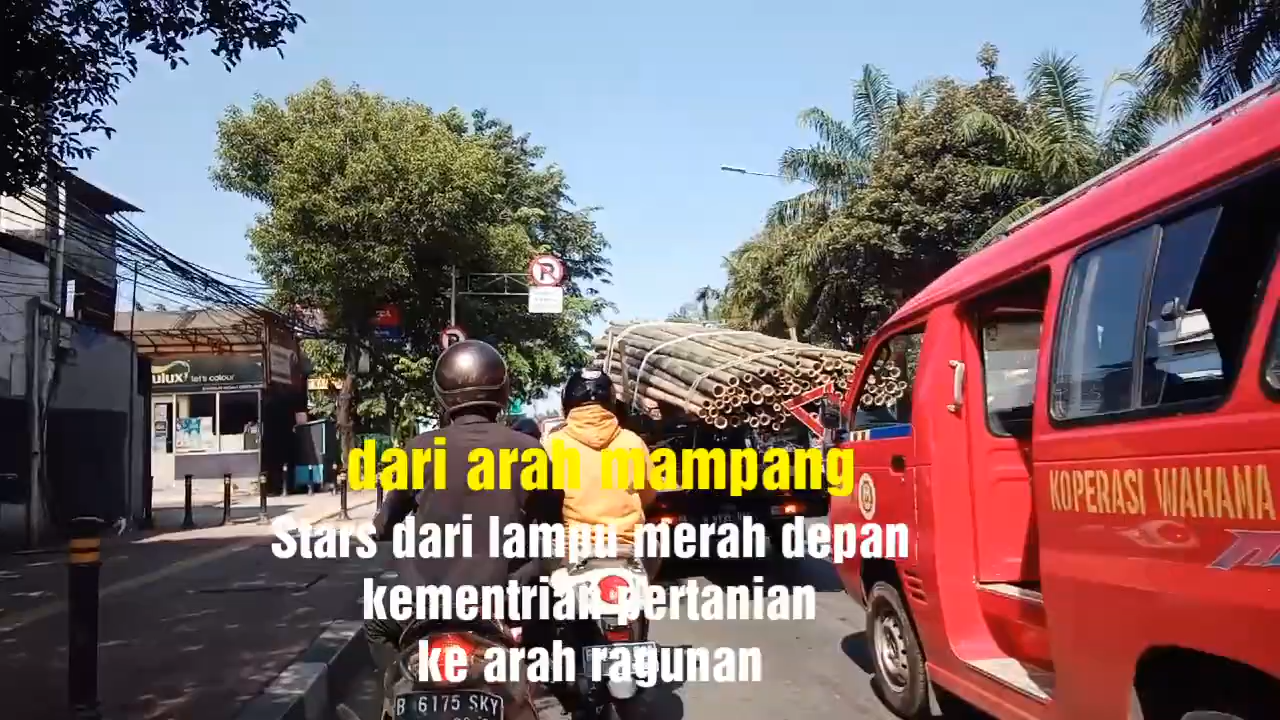 ulux let's colour
KOPERASI WAHANA
dari arah mampang
Stars dari lampu merah depan
kementrian pertanian
ke arah ragunan
B 6175 SKY